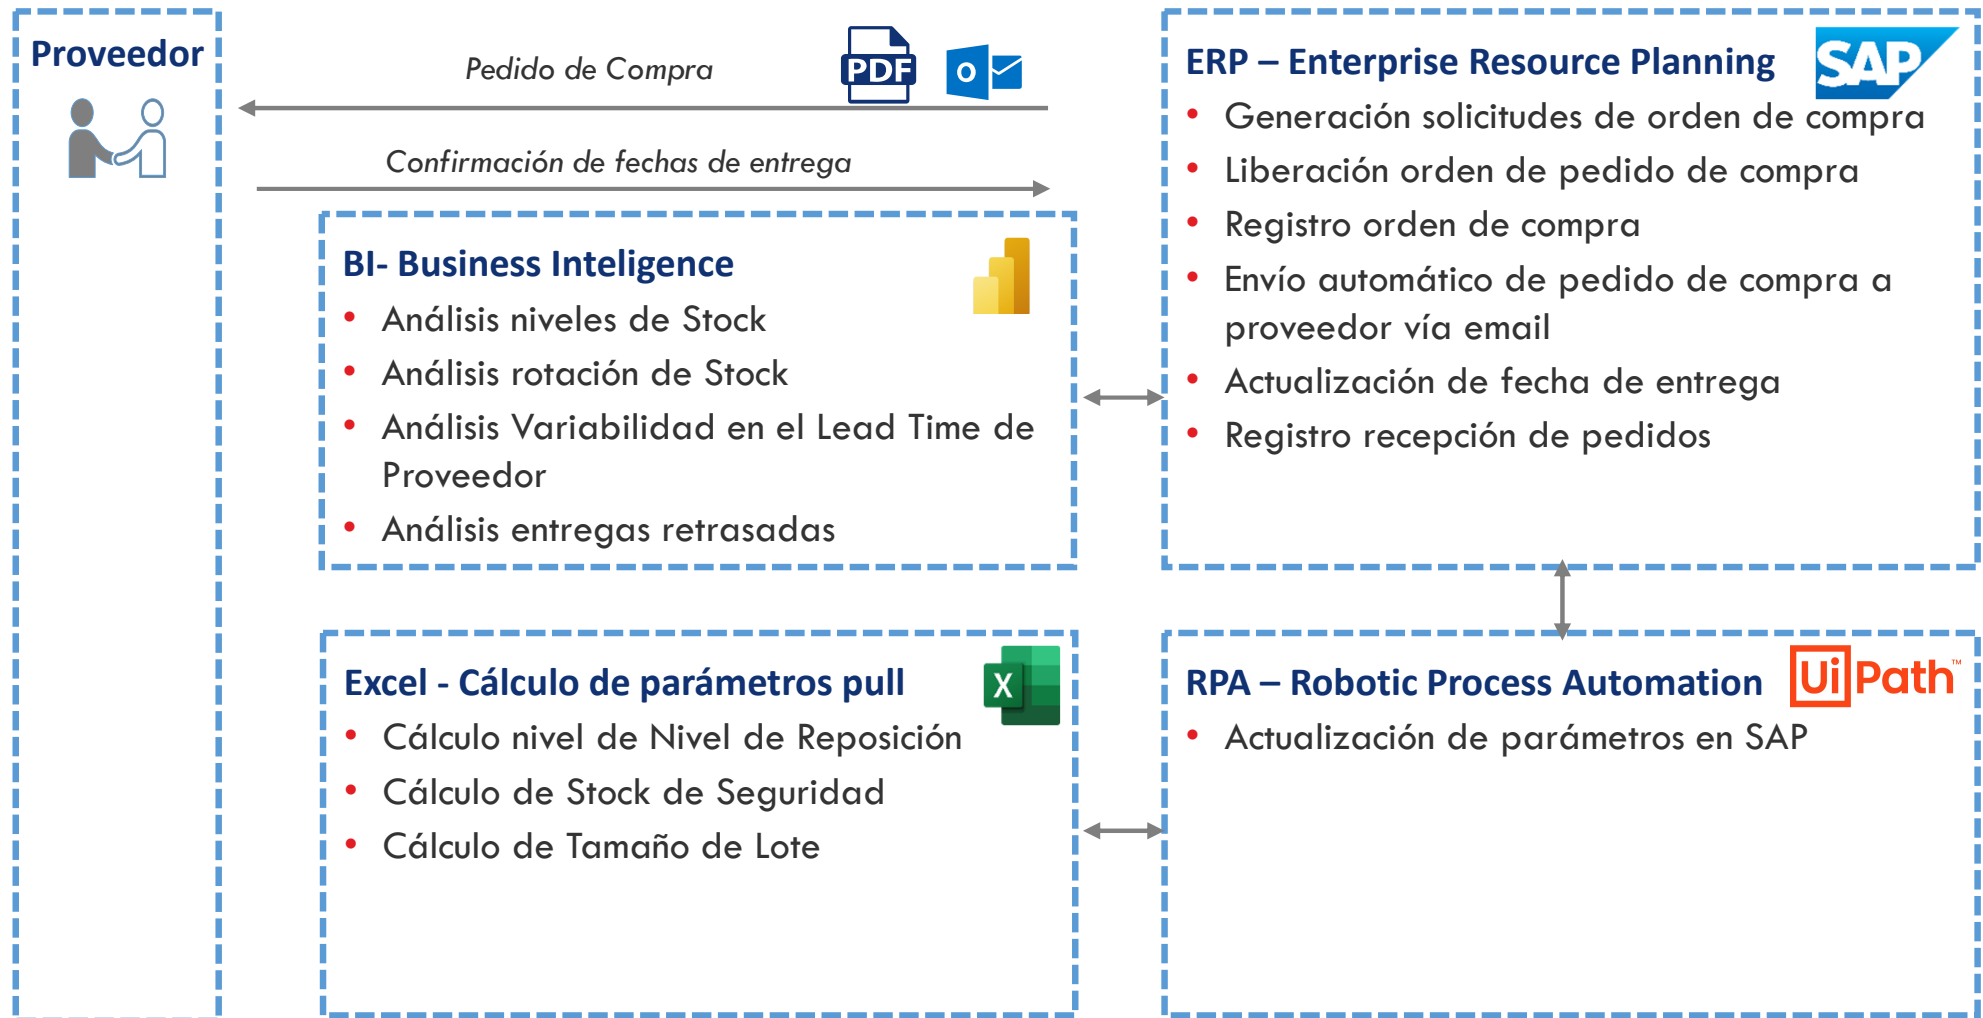 Proveedor
Pedido de Compra
PDF
O
Confirmación de fechas de entrega
ERP – Enterprise Resource Planning
SAP
• Generación solicitudes de orden de compra
• Liberación orden de pedido de compra
• Registro orden de compra
• Envío automático de pedido de compra a
proveedor vía email
• Actualización de fecha de entrega
• Registro recepción de pedidos
BI- Business Inteligence
• Análisis niveles de Stock
• Análisis rotación de Stock
• Análisis Variabilidad en el Lead Time de
Proveedor
• Análisis entregas retrasadas
Excel - Cálculo de parámetros pull
X
• Cálculo nivel de Nivel de Reposición
• Cálculo de Stock de Seguridad
• Cálculo de Tamaño de Lote
RPA – Robotic Process Automation
UiPath™
• Actualización de parámetros en SAP